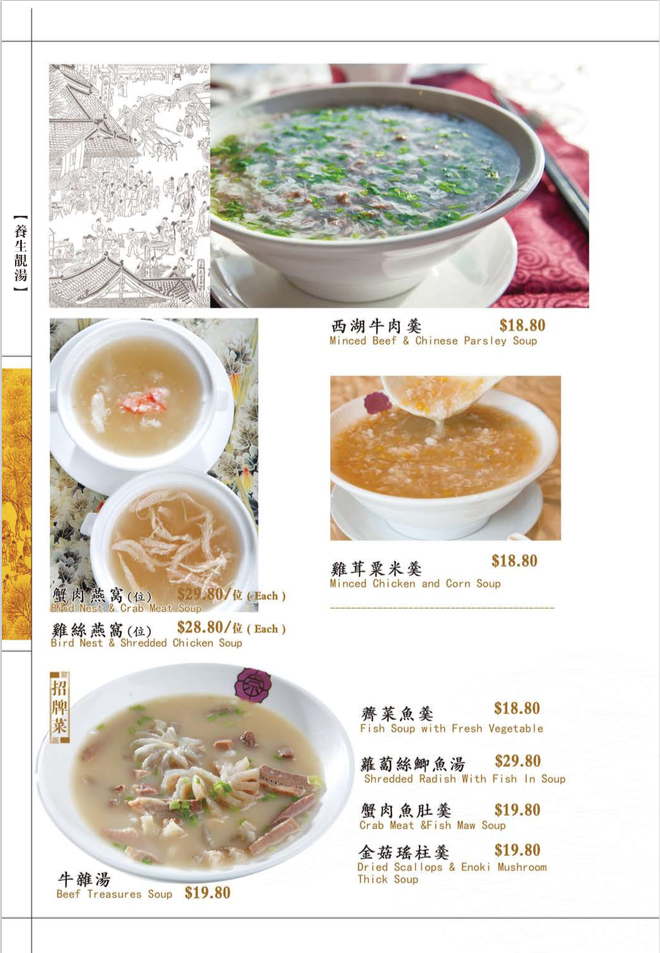 【養生靚湯】
西湖牛肉羹 $18.80
Minced Beef & Chinese Parsley Soup
蟹肉燕窩(位) $29.80/位 ( Each )
Bird Nest & Crab Meat Soup
雞絲燕窩(位) $28.80/位 ( Each )
Bird Nest & Shredded Chicken Soup
雞茸粟米羹 $18.80
Minced Chicken and Corn Soup
招牌菜
牛雜湯
Beef Treasures Soup $19.80
薺菜魚羹 $18.80
Fish Soup with Fresh Vegetable
蘿蔔絲鯽魚湯 $29.80
Shredded Radish With Fish In Soup
蟹肉魚肚羹 $19.80
Crab Meat &Fish Maw Soup
金菇瑤柱羹 $19.80
Dried Scallops & Enoki Mushroom
Thick Soup